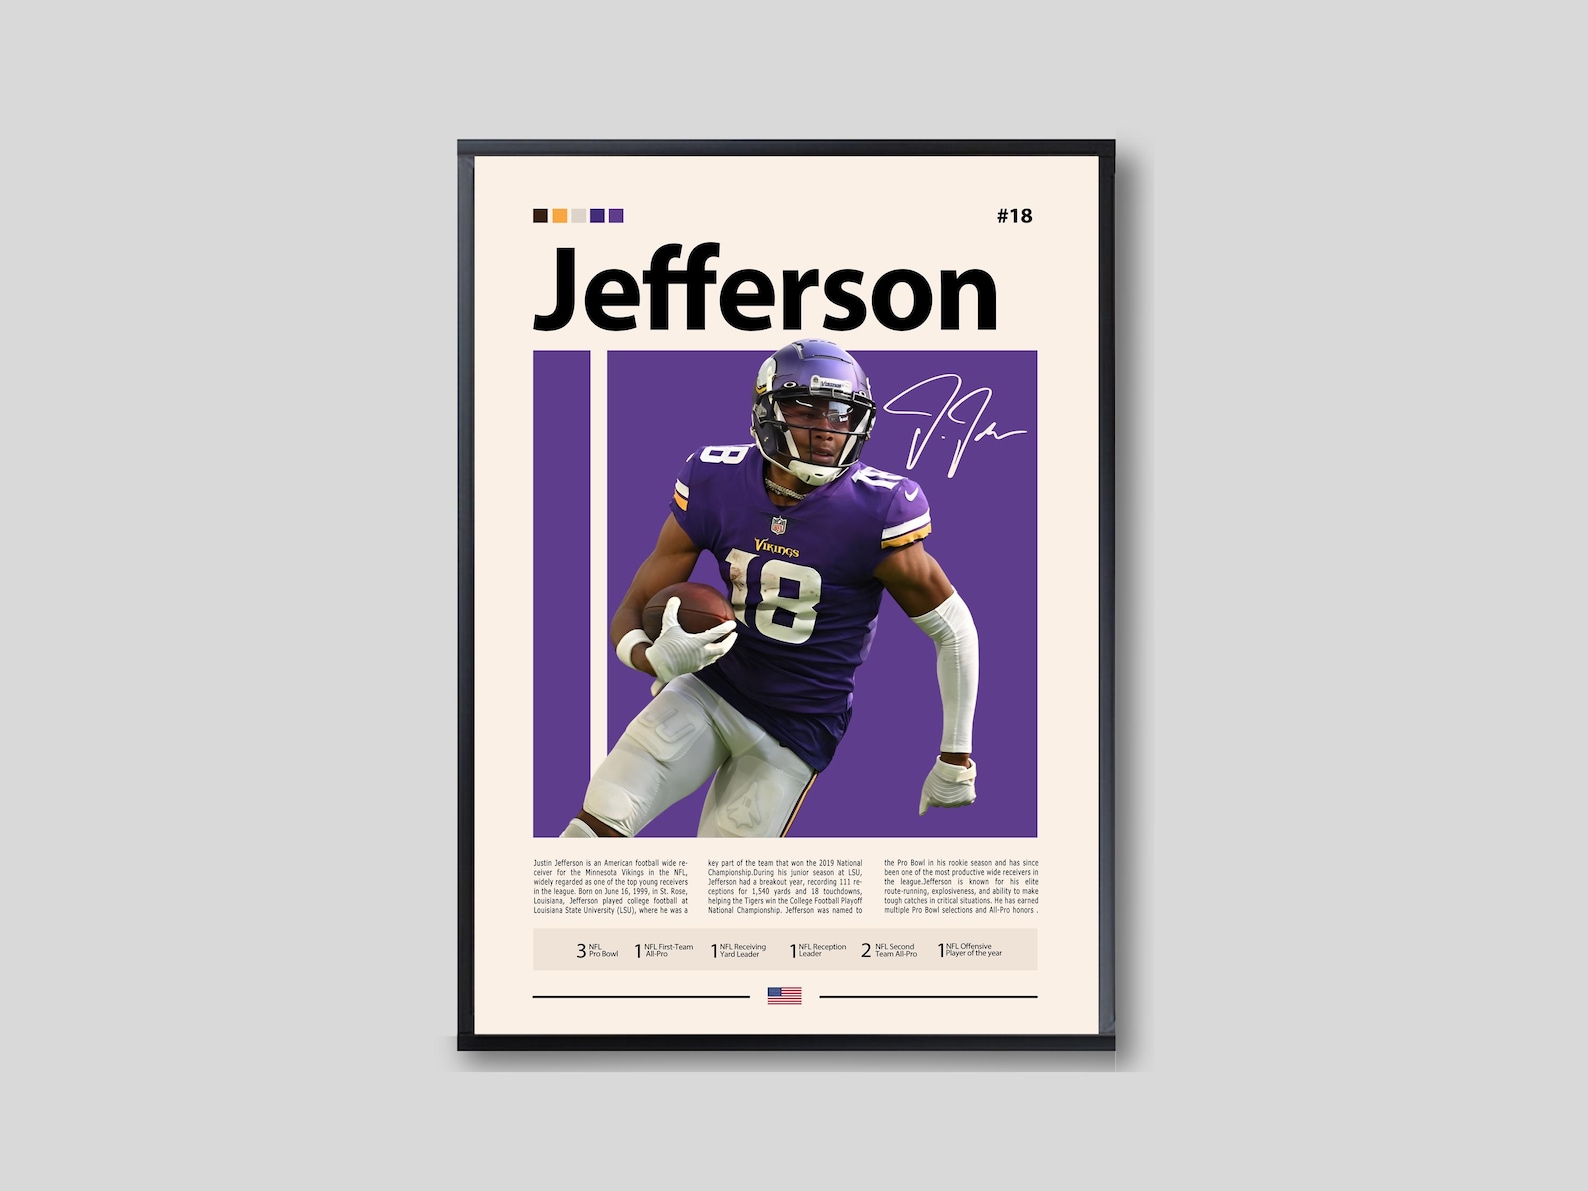 #18
Jefferson
VIKINGS
18
18
NFL
VIKINGS
18
Justin Jefferson is an American football wide re-
ceiver for the Minnesota Vikings in the NFL,
widely regarded as one of the top young receivers
in the league. Born on June 16, 1999, in St. Rose,
Louisiana, Jefferson played college football at
Louisiana State University (LSU), where he was a
key part of the team that won the 2019 National
Championship.During his junior season at LSU,
Jefferson had a breakout year, recording 111 re-
ceptions for 1,540 yards and 18 touchdowns,
helping the Tigers win the College Football Playoff
National Championship. Jefferson was named to
the Pro Bowl in his rookie season and has since
been one of the most productive wide receivers in
the league.Jefferson is known for his elite
route-running, explosiveness, and ability to make
tough catches in critical situations. He has earned
multiple Pro Bowl selections and All-Pro honors .
3 NFL
Pro Bowl
1 NFL First-Team
All-Pro
1 NFL Receiving
Yard Leader
1 NFL Reception
Leader
2 NFL Second
Team All-Pro
1 NFL Offensive
Player of the year